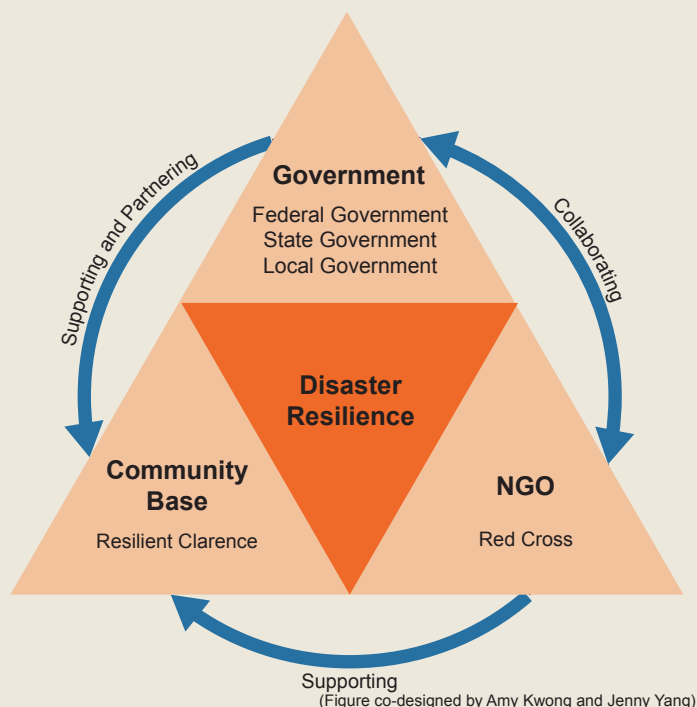 Government
Federal Government
State Government
Local Government
Supporting and Partnering
Collaborating
Disaster
Resilience
Community
Base
Resilient Clarence
NGO
Red Cross
Supporting
(Figure co-designed by Amy Kwong and Jenny Yang)